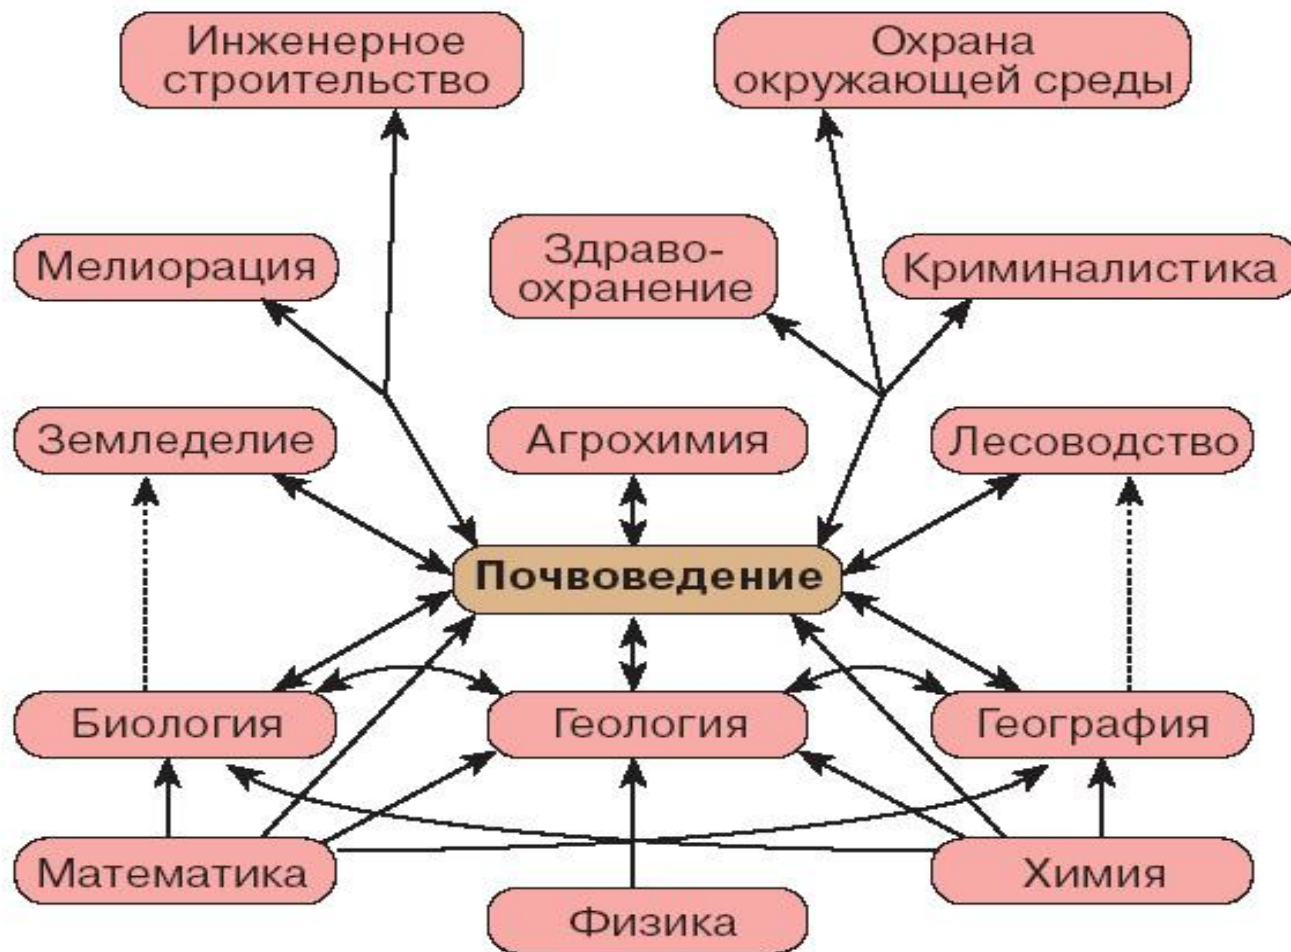 Инженерное
строительство
Охрана
окружающей среды
Мелиорация
Здраво-
охранение
Криминалистика
Земледелие
Агрохимия
Лесоводство
Почвоведение
Биология
Геология
География
Математика
Физика
Химия